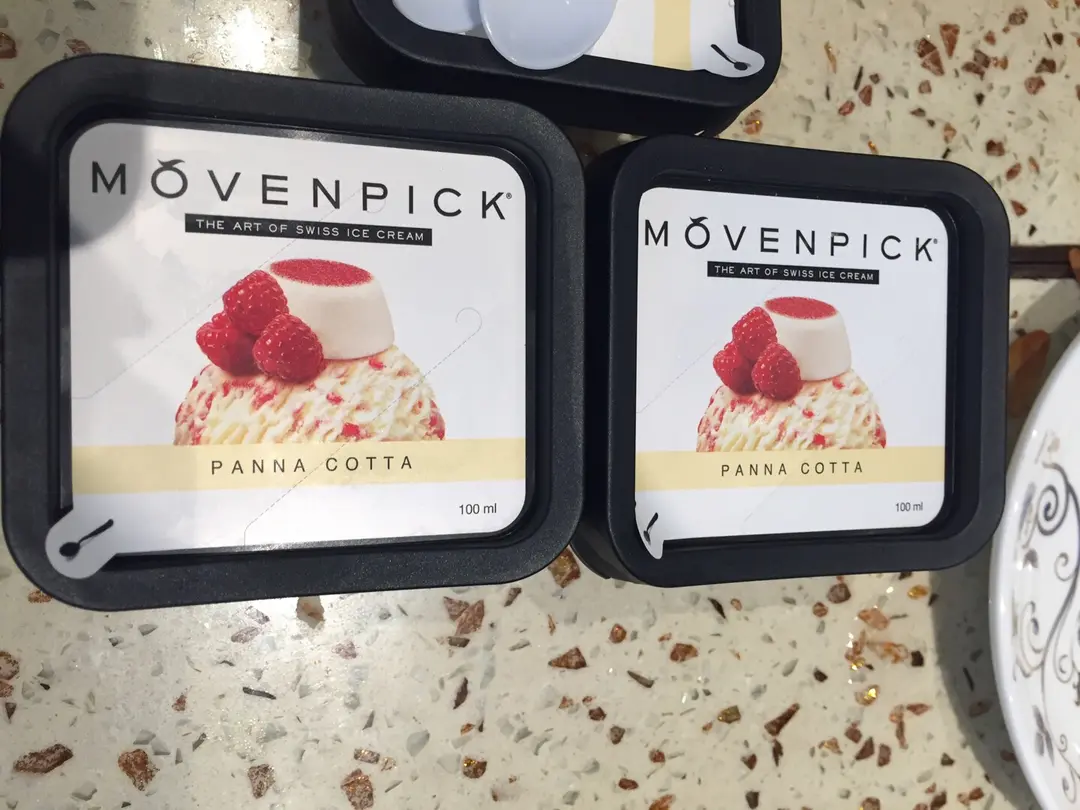 MÖVENPICK®
THE ART OF SWISS ICE CREAM
PANNA COTTA
100 ml
MÖVENPICK®
THE ART OF SWISS ICE CREAM
PANNA COTTA
100 ml